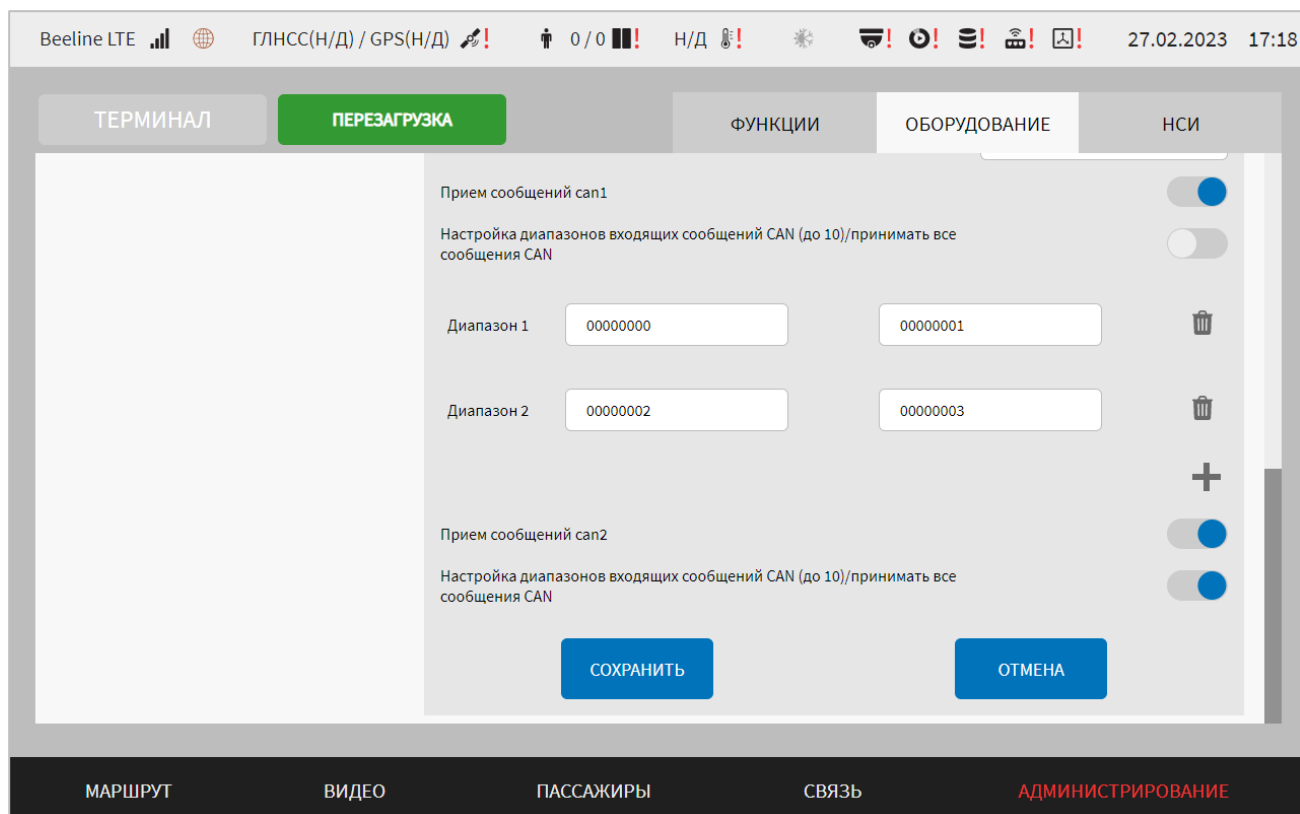 Beeline LTE ГЛНСС(Н/Д) / GPS(Н/Д) ! 0 / 0 ! Н/Д ! ! ! ! ! ! 27.02.2023 17:18
ТЕРМИНАЛ ПЕРЕЗАГРУЗКА ФУНКЦИИ ОБОРУДОВАНИЕ НСИ
Прием сообщений can1
Настройка диапазонов входящих сообщений CAN (до 10)/принимать все
сообщения CAN
Диапазон 1 00000000 00000001
Диапазон 2 00000002 00000003
Прием сообщений can2
Настройка диапазонов входящих сообщений CAN (до 10)/принимать все
сообщения CAN
СОХРАНИТЬ ОТМЕНА
МАРШРУТ ВИДЕО ПАССАЖИРЫ СВЯЗЬ АДМИНИСТРИРОВАНИЕ